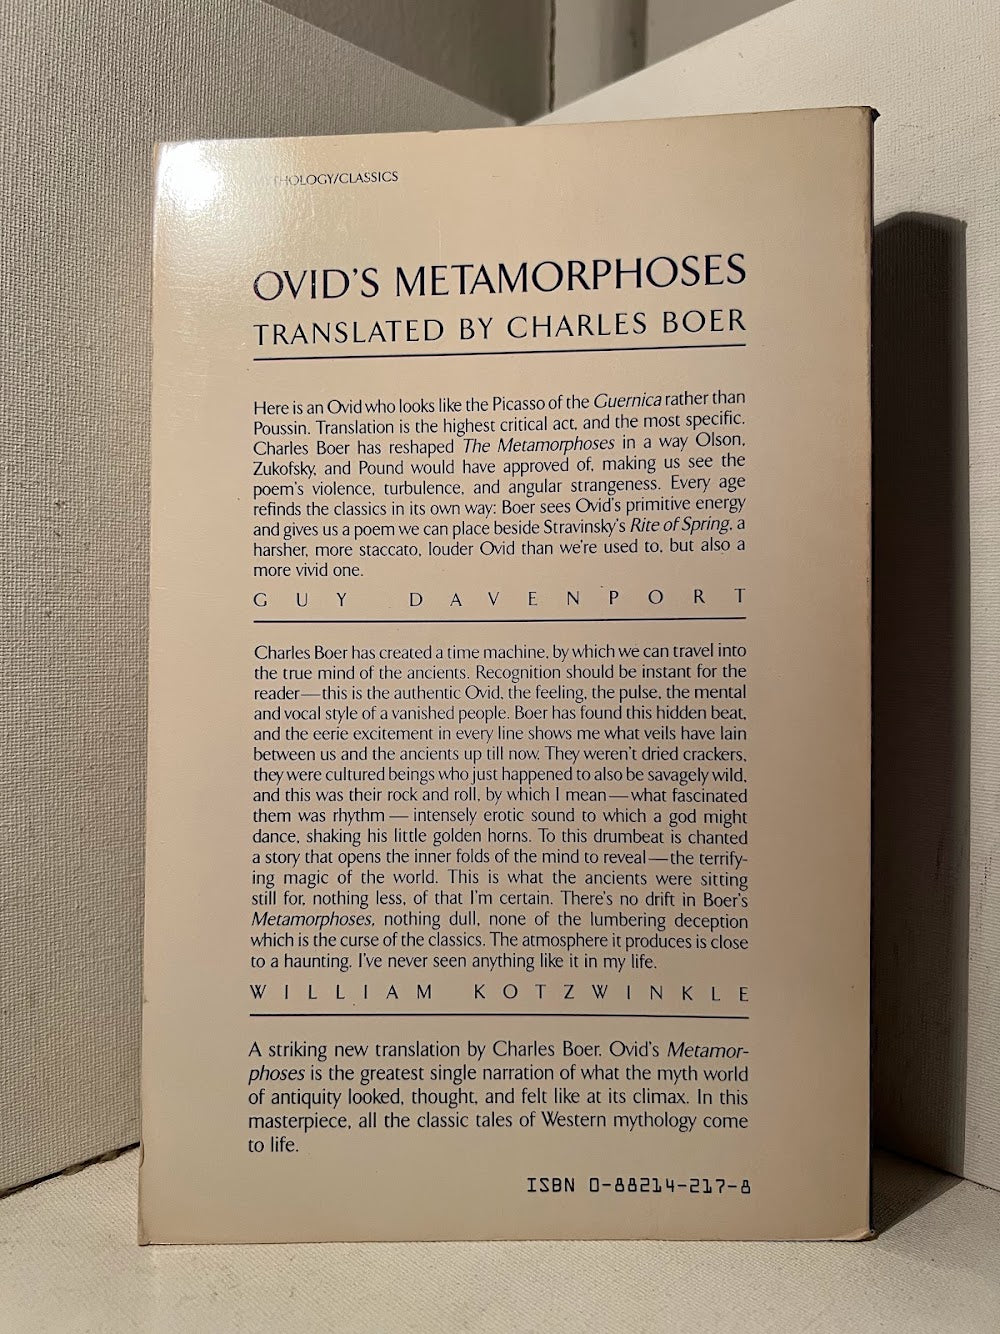 MYTHOLOGY/CLASSICS
OVID'S METAMORPHOSES
TRANSLATED BY CHARLES BOER
Here is an Ovid who looks like the Picasso of the Guernica rather than
Poussin. Translation is the highest critical act, and the most specific.
Charles Boer has reshaped The Metamorphoses in a way Olson,
Zukofsky, and Pound would have approved of, making us see the
poem's violence, turbulence, and angular strangeness. Every age
refinds the classics in its own way: Boer sees Ovid's primitive energy
and gives us a poem we can place beside Stravinsky's Rite of Spring, a
harsher, more staccato, louder Ovid than we're used to, but also a
more vivid one.
GUY DAVENPORT
Charles Boer has created a time machine, by which we can travel into
the true mind of the ancients. Recognition should be instant for the
reader—this is the authentic Ovid, the feeling, the pulse, the mental
and vocal style of a vanished people. Boer has found this hidden beat,
and the eerie excitement in every line shows me what veils have lain
between us and the ancients up till now. They weren't dried crackers,
they were cultured beings who just happened to also be savagely wild,
and this was their rock and roll, by which I mean—what fascinated
them was rhythm — intensely erotic sound to which a god might
dance, shaking his little golden horns. To this drumbeat is chanted
a story that opens the inner folds of the mind to reveal—the terrify-
ing magic of the world. This is what the ancients were sitting
still for, nothing less, of that I'm certain. There's no drift in Boer's
Metamorphoses, nothing dull, none of the lumbering deception
which is the curse of the classics. The atmosphere it produces is close
to a haunting. I've never seen anything like it in my life.
WILLIAM KOTZWINKLE
A striking new translation by Charles Boer. Ovid's Metamor-
phoses is the greatest single narration of what the myth world
of antiquity looked, thought, and felt like at its climax. In this
masterpiece, all the classic tales of Western mythology come
to life.
ISBN 0-88214-217-8